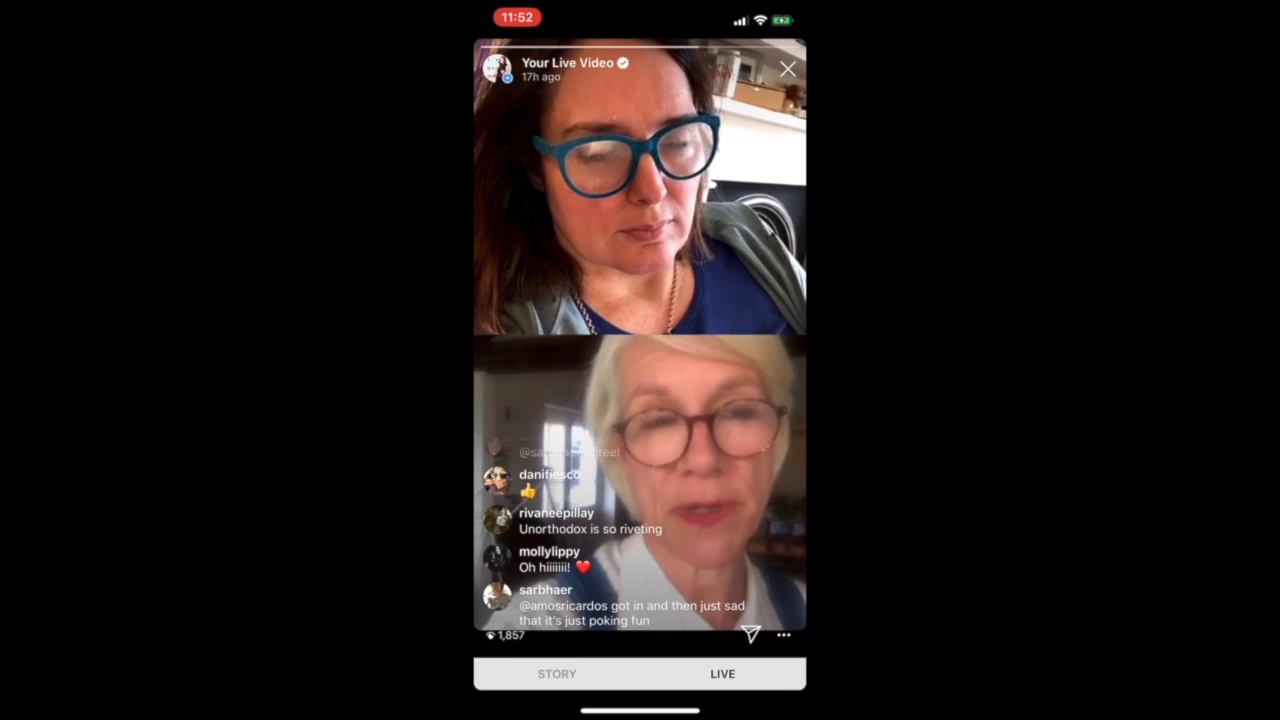 11:52
Your Live Video
17h ago
danifiesco
👍
rivaneepillay
Unorthodox is so riveting
mollylippy
Oh hiiiiiii! ❤️
sarbhaer
@amosricardos got in and then just sad
that it's just poking fun
1,857
STORY
LIVE